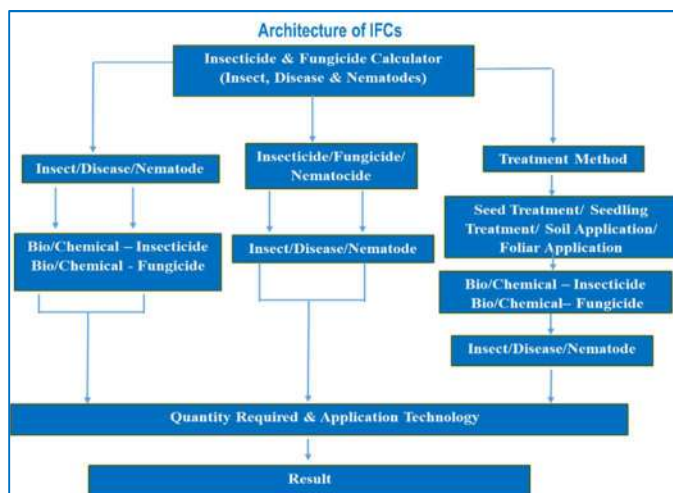 Architecture of IFCs
Insecticide & Fungicide Calculator
(Insect, Disease & Nematodes)
Insect/Disease/Nematode
Insecticide/Fungicide/
Nematocide
Treatment Method
Bio/Chemical – Insecticide
Bio/Chemical - Fungicide
Insect/Disease/Nematode
Seed Treatment/ Seedling
Treatment/ Soil Application/
Foliar Application
Bio/Chemical – Insecticide
Bio/Chemical– Fungicide
Insect/Disease/Nematode
Quantity Required & Application Technology
Result